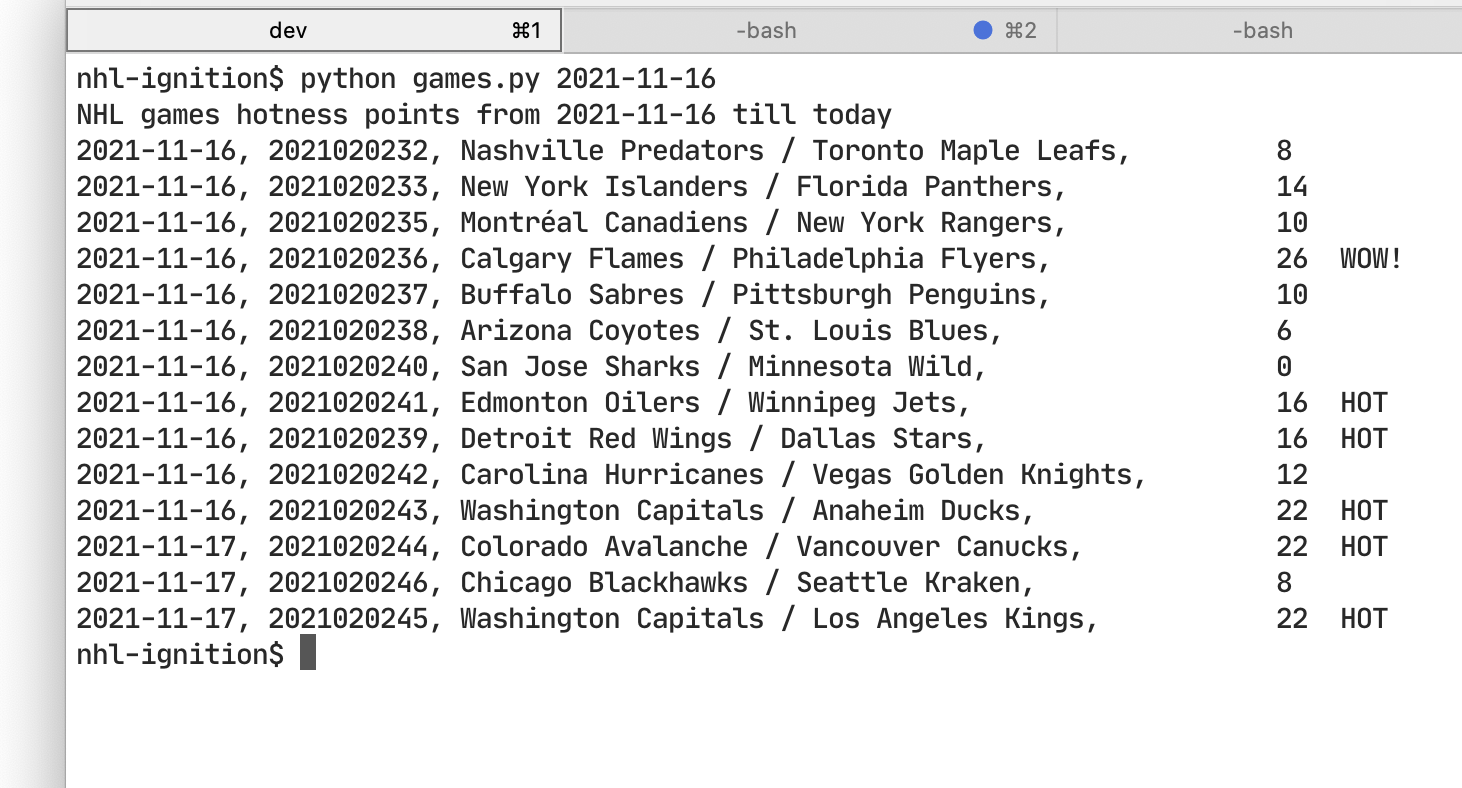 dev ⌘1 -bash ⌘2 -bash
nhl-ignition$ python games.py 2021-11-16
NHL games hotness points from 2021-11-16 till today
2021-11-16, 2021020232, Nashville Predators / Toronto Maple Leafs, 8
2021-11-16, 2021020233, New York Islanders / Florida Panthers, 14
2021-11-16, 2021020235, Montréal Canadiens / New York Rangers, 10
2021-11-16, 2021020236, Calgary Flames / Philadelphia Flyers, 26 WOW!
2021-11-16, 2021020237, Buffalo Sabres / Pittsburgh Penguins, 10
2021-11-16, 2021020238, Arizona Coyotes / St. Louis Blues, 6
2021-11-16, 2021020240, San Jose Sharks / Minnesota Wild, 0
2021-11-16, 2021020241, Edmonton Oilers / Winnipeg Jets, 16 HOT
2021-11-16, 2021020239, Detroit Red Wings / Dallas Stars, 16 HOT
2021-11-16, 2021020242, Carolina Hurricanes / Vegas Golden Knights, 12
2021-11-16, 2021020243, Washington Capitals / Anaheim Ducks, 22 HOT
2021-11-17, 2021020244, Colorado Avalanche / Vancouver Canucks, 22 HOT
2021-11-17, 2021020246, Chicago Blackhawks / Seattle Kraken, 8
2021-11-17, 2021020245, Washington Capitals / Los Angeles Kings, 22 HOT
nhl-ignition$